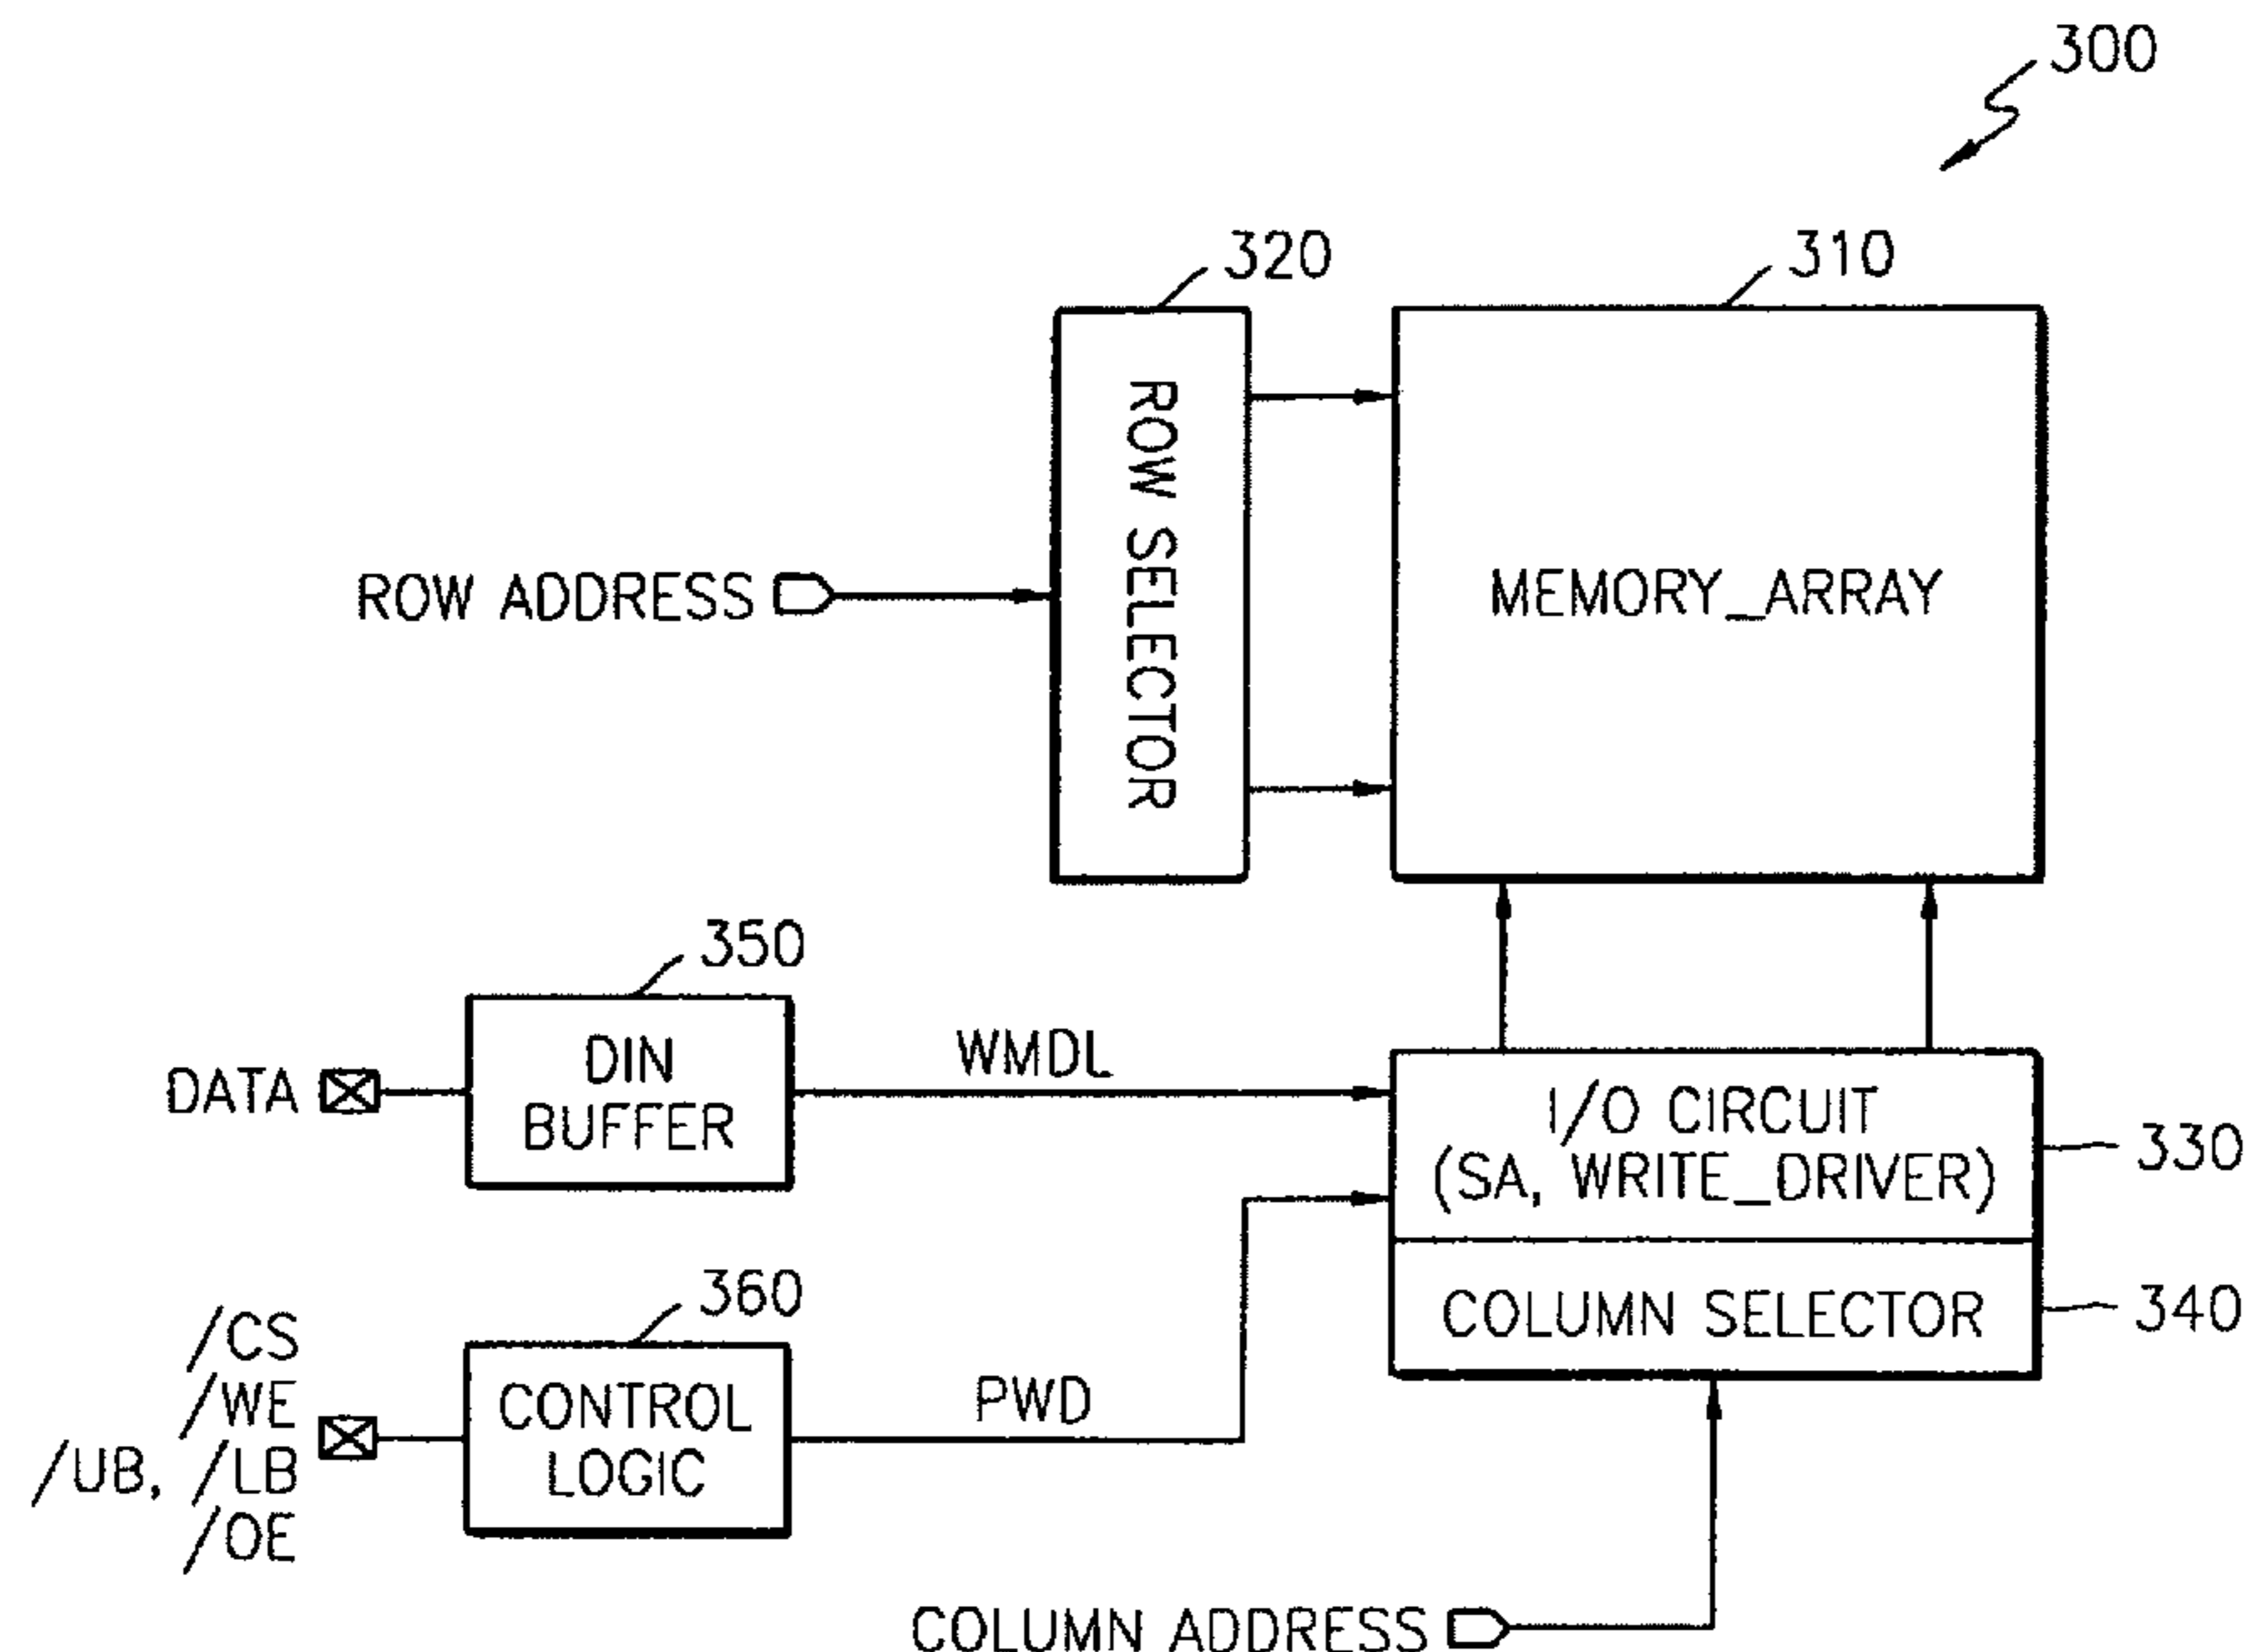 300
320
310
ROW SELECTOR
ROW ADDRESS
MEMORY_ARRAY
350
DIN
BUFFER
WMDL
DATA
I/O CIRCUIT
(SA, WRITE_DRIVER)
330
360
COLUMN SELECTOR
340
/CS
/WE
/UB, /LB
/OE
CONTROL
LOGIC
PWD
COLUMN ADDRESS